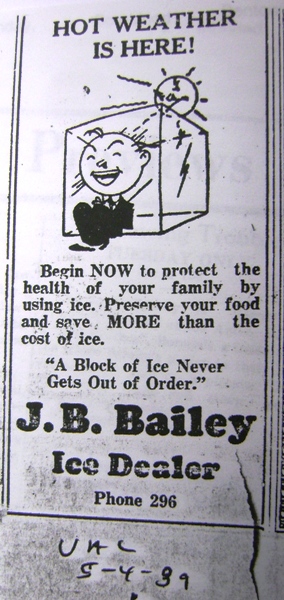 HOT WEATHER
IS HERE!
Begin NOW to protect the
health of your family by
using ice. Preserve your food
and save MORE than the
cost of ice.
"A Block of Ice Never
Gets Out of Order."
J.B. Bailey
Ice Dealer
Phone 296
UAC
5-4-39